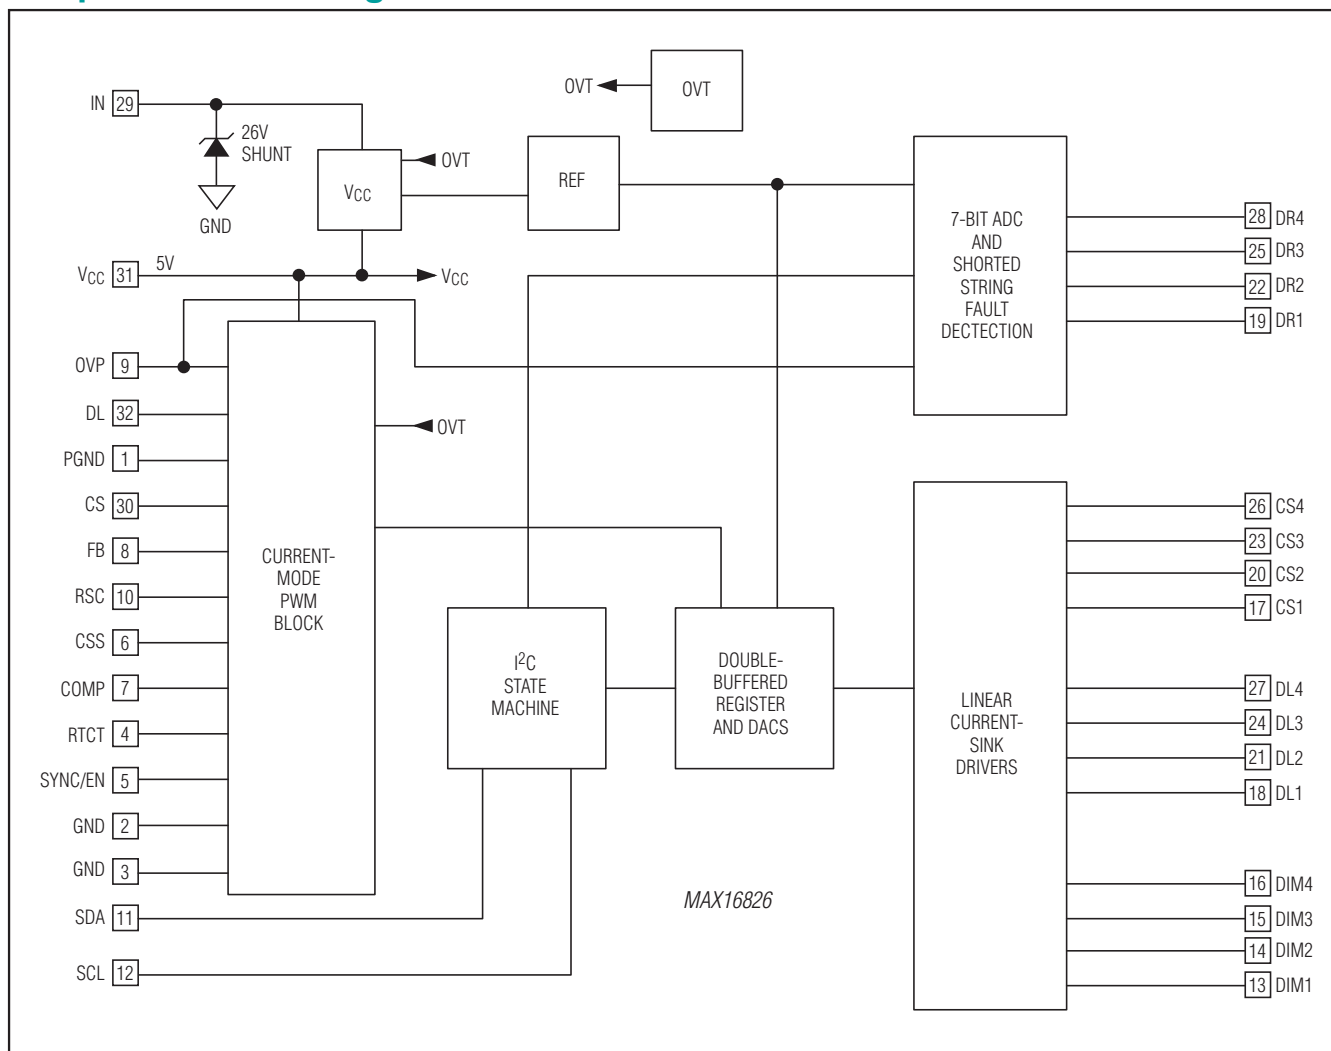 OVT
OVT
IN 29
26V
SHUNT
GND
VCC
OVT
REF
7-BIT ADC
AND
SHORTED
STRING
FAULT
DECTECTION
28 DR4
25 DR3
22 DR2
19 DR1
VCC 31
5V
VCC
OVP 9
DL 32
PGND 1
CS 30
FB 8
RSC 10
CSS 6
COMP 7
RTCT 4
SYNC/EN 5
GND 2
GND 3
SDA 11
SCL 12
OVT
CURRENT-
MODE
PWM
BLOCK
I2C
STATE
MACHINE
DOUBLE-
BUFFERED
REGISTER
AND DACS
LINEAR
CURRENT-
SINK
DRIVERS
26 CS4
23 CS3
20 CS2
17 CS1
27 DL4
24 DL3
21 DL2
18 DL1
16 DIM4
15 DIM3
14 DIM2
13 DIM1
MAX16826